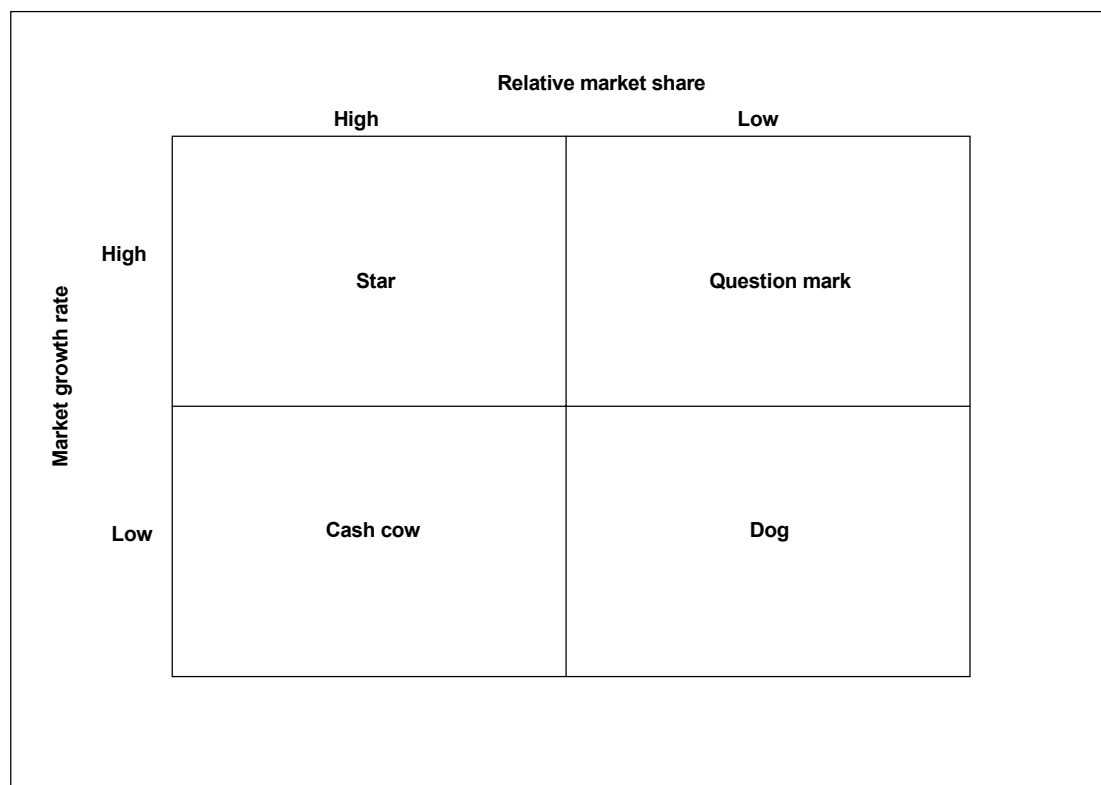 Relative market share
High Low
High
Star Question mark
Market growth rate
Low
Cash cow Dog